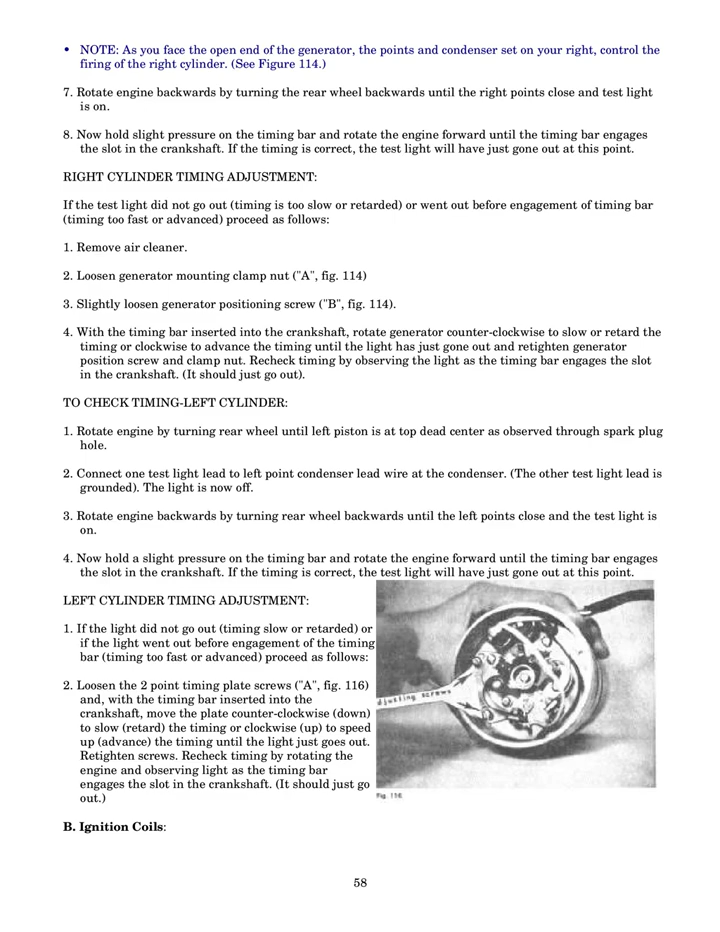 • NOTE: As you face the open end of the generator, the points and condenser set on your right, control the
firing of the right cylinder. (See Figure 114.)
7. Rotate engine backwards by turning the rear wheel backwards until the right points close and test light
is on.
8. Now hold slight pressure on the timing bar and rotate the engine forward until the timing bar engages
the slot in the crankshaft. If the timing is correct, the test light will have just gone out at this point.
RIGHT CYLINDER TIMING ADJUSTMENT:
If the test light did not go out (timing is too slow or retarded) or went out before engagement of timing bar
(timing too fast or advanced) proceed as follows:
1. Remove air cleaner.
2. Loosen generator mounting clamp nut ("A", fig. 114)
3. Slightly loosen generator positioning screw ("B", fig. 114).
4. With the timing bar inserted into the crankshaft, rotate generator counter-clockwise to slow or retard the
timing or clockwise to advance the timing until the light has just gone out and retighten generator
position screw and clamp nut. Recheck timing by observing the light as the timing bar engages the slot
in the crankshaft. (It should just go out).
TO CHECK TIMING-LEFT CYLINDER:
1. Rotate engine by turning rear wheel until left piston is at top dead center as observed through spark plug
hole.
2. Connect one test light lead to left point condenser lead wire at the condenser. (The other test light lead is
grounded). The light is now off.
3. Rotate engine backwards by turning rear wheel backwards until the left points close and the test light is
on.
4. Now hold a slight pressure on the timing bar and rotate the engine forward until the timing bar engages
the slot in the crankshaft. If the timing is correct, the test light will have just gone out at this point.
LEFT CYLINDER TIMING ADJUSTMENT:
1. If the light did not go out (timing slow or retarded) or
if the light went out before engagement of the timing
bar (timing too fast or advanced) proceed as follows:
2. Loosen the 2 point timing plate screws ("A", fig. 116)
and, with the timing bar inserted into the
crankshaft, move the plate counter-clockwise (down)
to slow (retard) the timing or clockwise (up) to speed
up (advance) the timing until the light just goes out.
Retighten screws. Recheck timing by rotating the
engine and observing light as the timing bar
engages the slot in the crankshaft. (It should just go
out.)
djusting screws
Fig. 116
B. Ignition Coils:
58